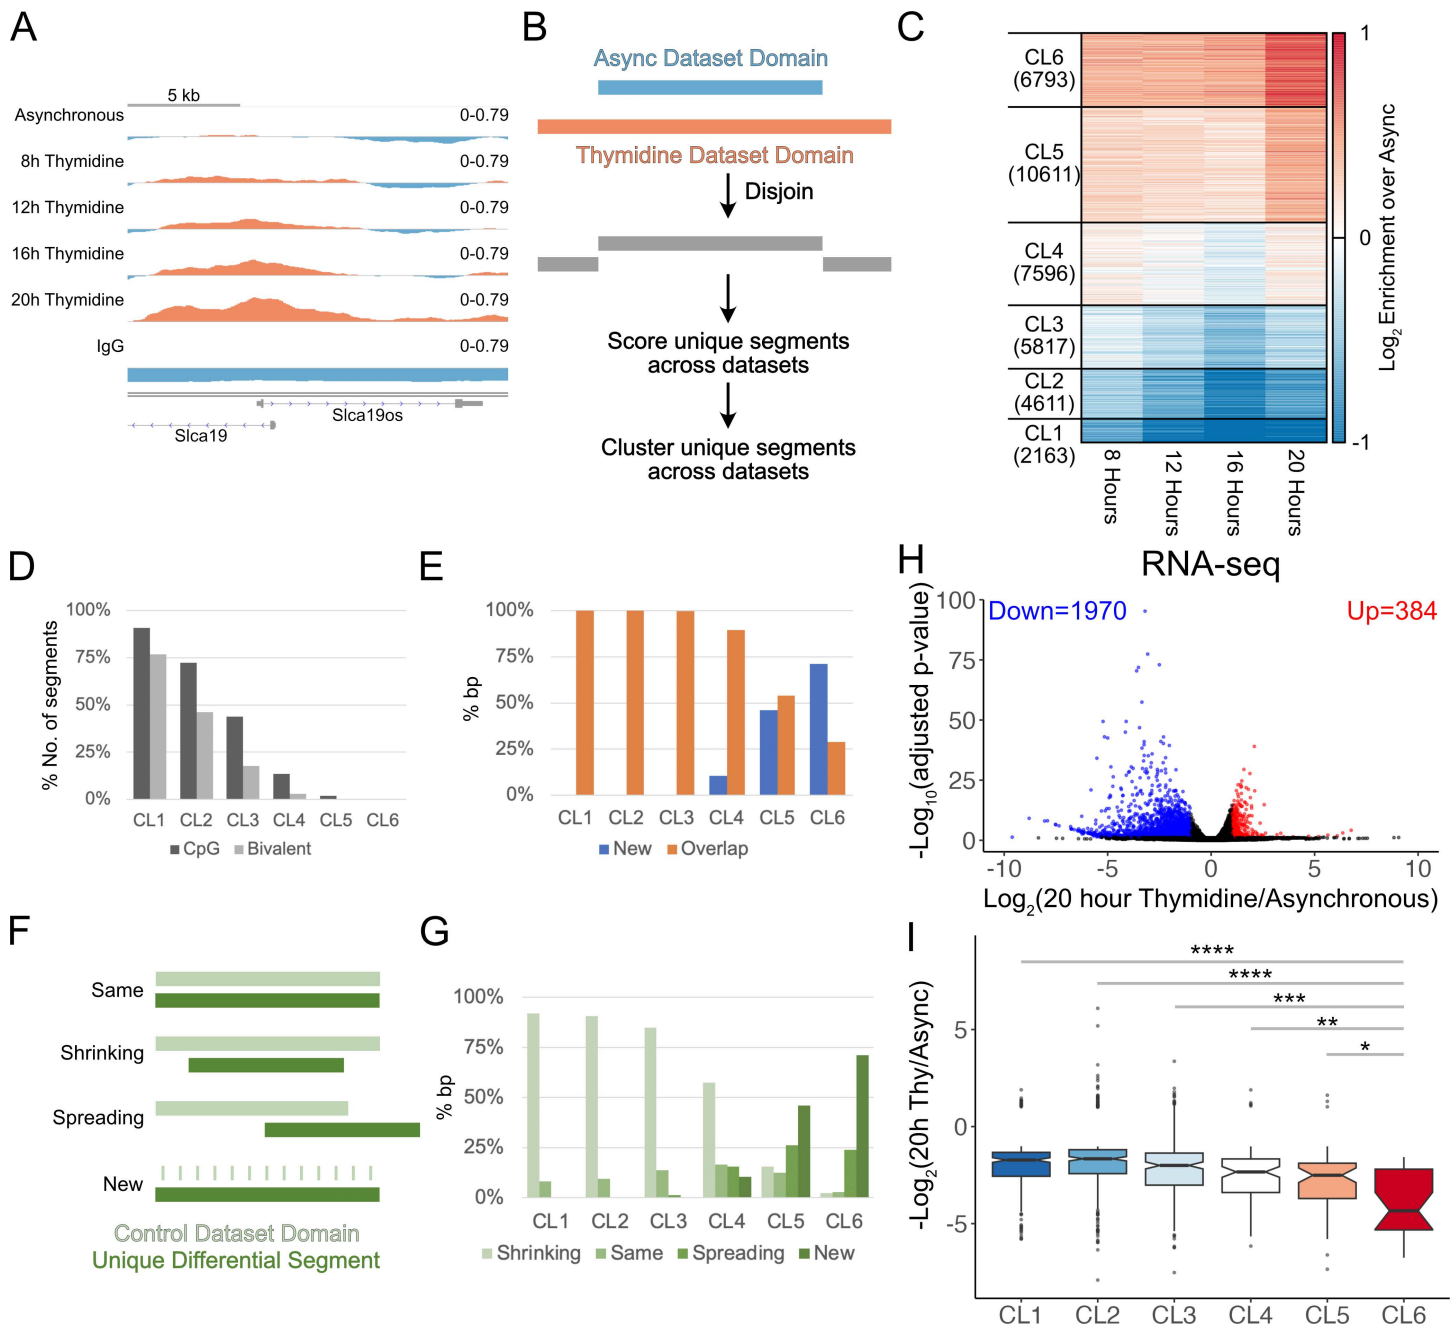 A
5 kb
Asynchronous
0-0.79
8h Thymidine
0-0.79
12h Thymidine
0-0.79
16h Thymidine
0-0.79
20h Thymidine
0-0.79
IgG
0-0.79
Slca19os
Slca19
B
Async Dataset Domain
Thymidine Dataset Domain
Disjoin
Score unique segments
across datasets
Cluster unique segments
across datasets
C
CL6
(6793)
CL5
(10611)
CL4
(7596)
CL3
(5817)
CL2
(4611)
CL1
(2163)
8 Hours
12 Hours
16 Hours
20 Hours
1
0
-1
Log2 Enrichment over Async
D
% No. of segments
100%
75%
50%
25%
0%
CL1 CL2 CL3 CL4 CL5 CL6
CpG Bivalent
E
% bp
100%
75%
50%
25%
0%
CL1 CL2 CL3 CL4 CL5 CL6
New Overlap
F
Same
Shrinking
Spreading
New
Control Dataset Domain
Unique Differential Segment
G
% bp
100%
75%
50%
25%
0%
CL1 CL2 CL3 CL4 CL5 CL6
Shrinking Same Spreading New
H
RNA-seq
Down=1970
Up=384
-Log10(adjusted p-value)
100
75
50
25
0
-10 -5 0 5 10
Log2(20 hour Thymidine/Asynchronous)
I
-Log2(20h Thy/Async)
****
****
***
**
*
5
0
-5
CL1 CL2 CL3 CL4 CL5 CL6